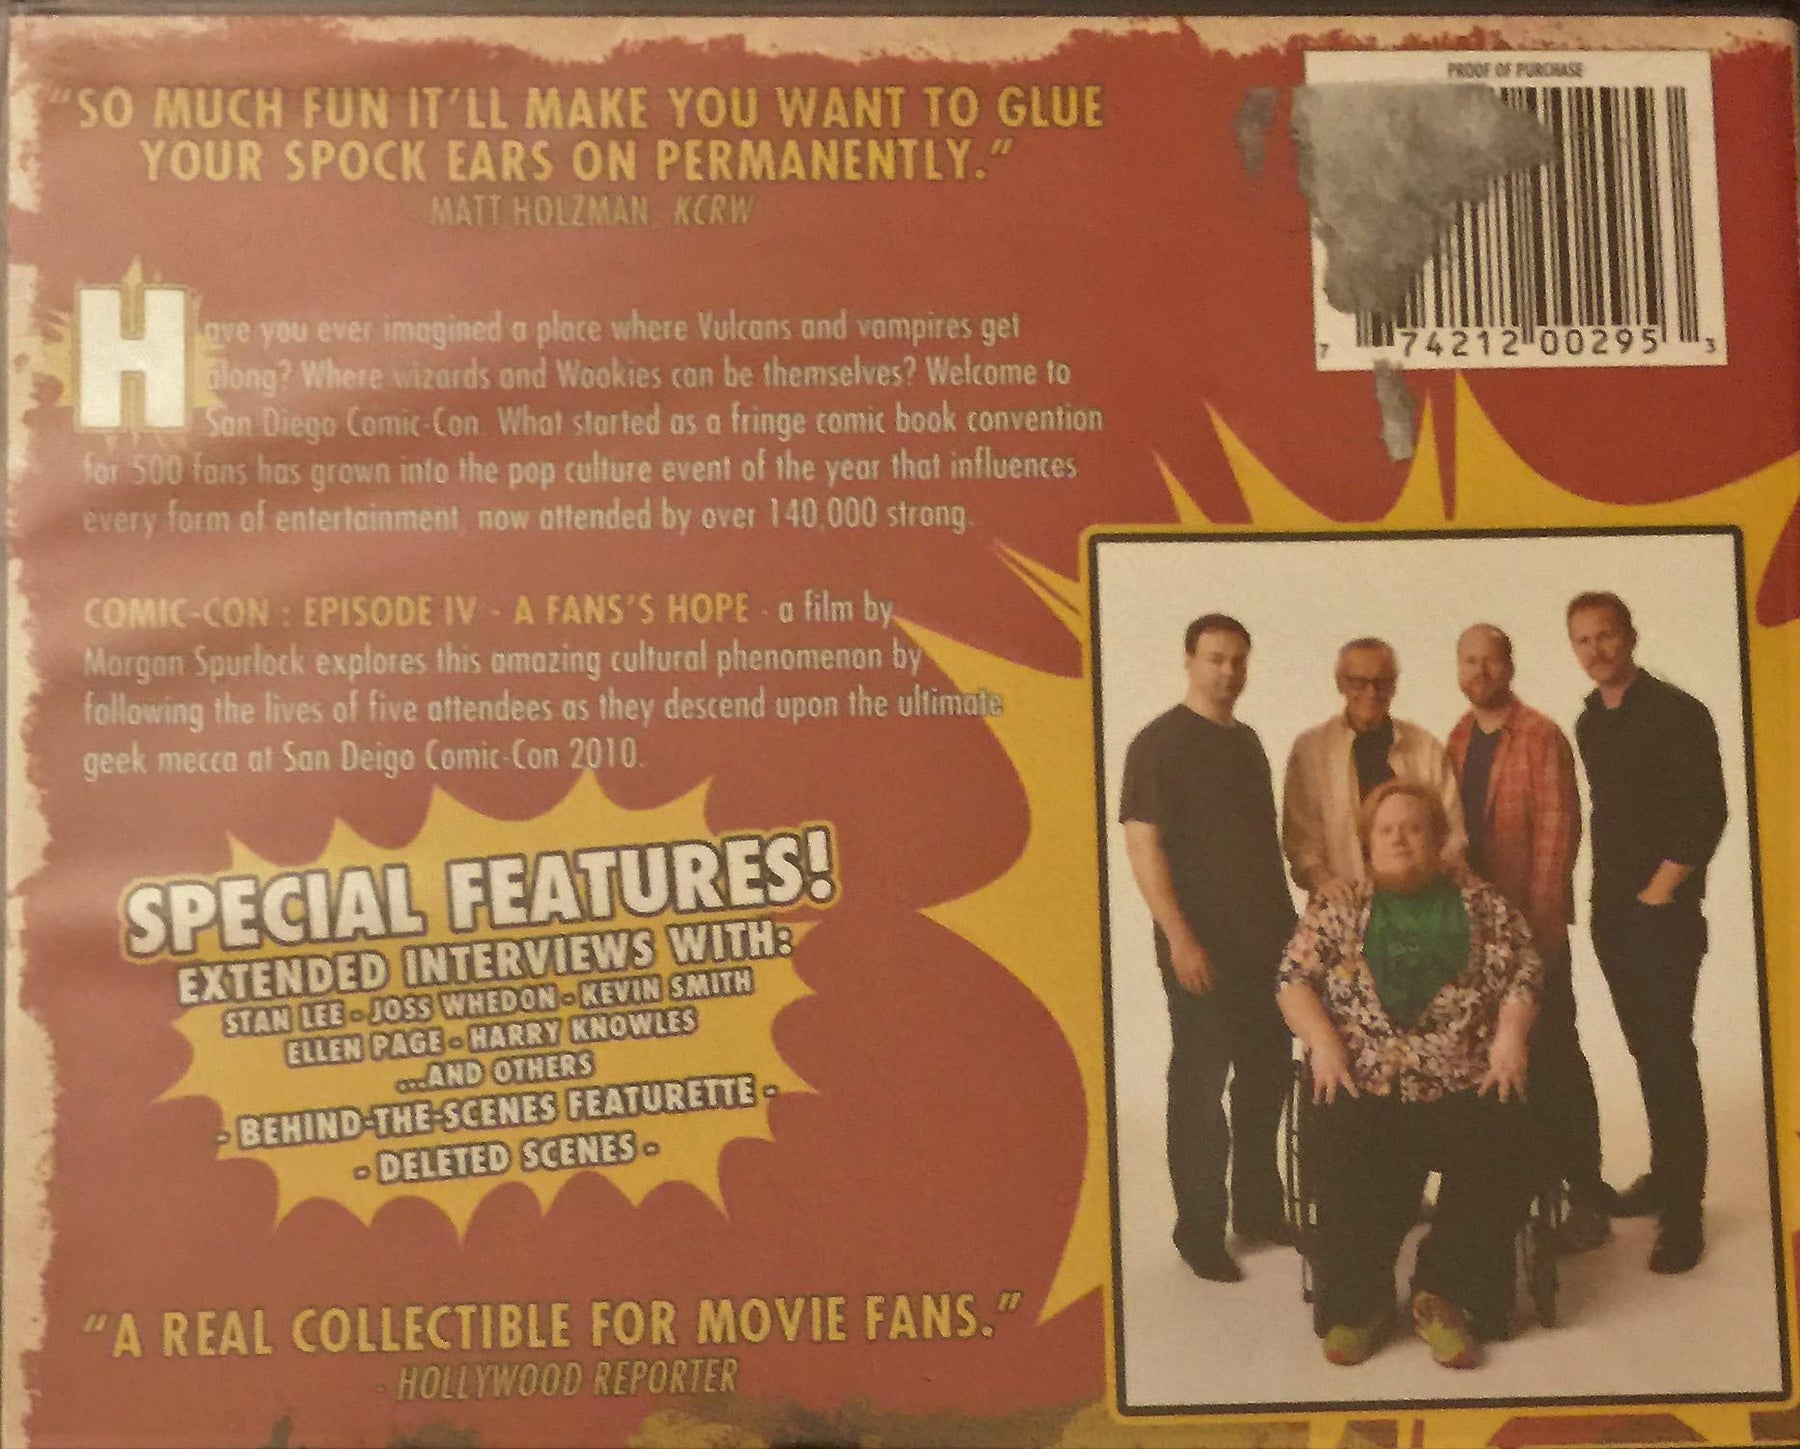 "SO MUCH FUN IT'LL MAKE YOU WANT TO GLUE
YOUR SPOCK EARS ON PERMANENTLY."
MATT HOLZMAN KCRW
PROOF OF PURCHASE
7 74212 00295 3
Have you ever imagined a place where Vulcans and vampires get
along? Where wizards and Wookies can be themselves? Welcome to
San Diego Comic-Con. What started as a fringe comic book convention
for 500 fans has grown into the pop culture event of the year that influences
every form of entertainment, now attended by over 140,000 strong.
COMIC-CON : EPISODE IV - A FANS'S HOPE - a film by
Morgan Spurlock explores this amazing cultural phenomenon by
following the lives of five attendees as they descend upon the ultimate
geek mecca at San Deigo Comic-Con 2010.
SPECIAL FEATURES!
EXTENDED INTERVIEWS WITH:
STAN LEE - JOSS WHEDON - KEVIN SMITH
ELLEN PAGE - HARRY KNOWLES
...AND OTHERS
- BEHIND-THE-SCENES FEATURETTE -
- DELETED SCENES -
"A REAL COLLECTIBLE FOR MOVIE FANS."
- HOLLYWOOD REPORTER